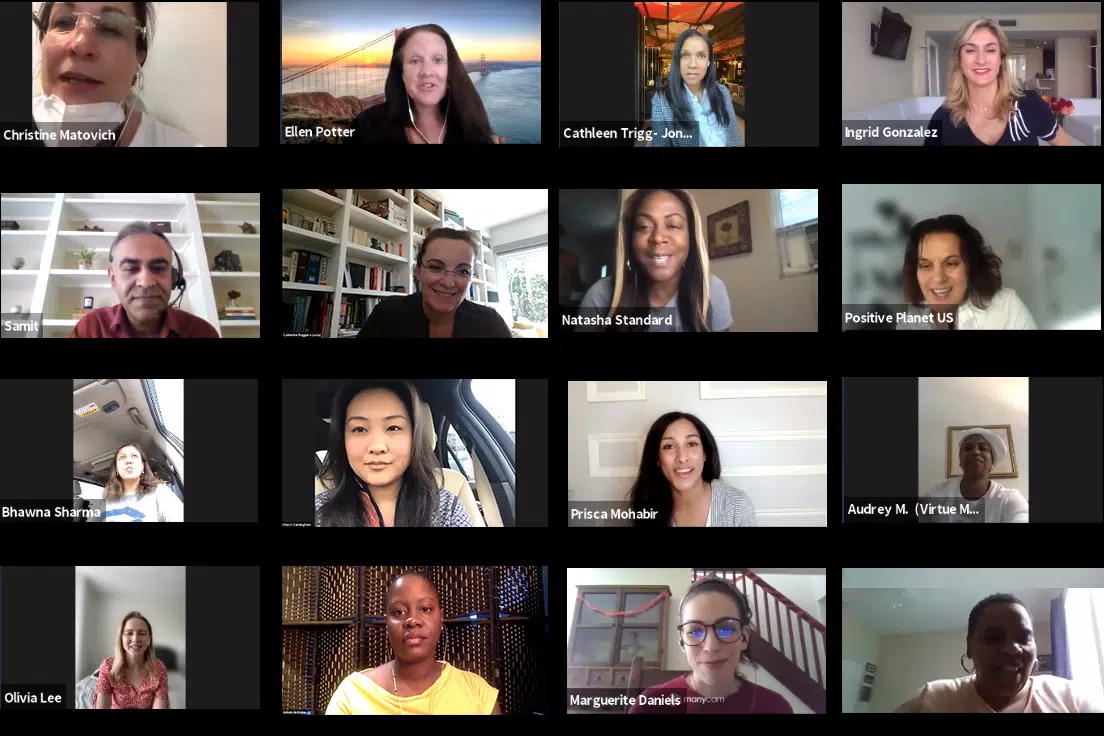 Christine Matovich
Ellen Potter
Cathleen Trigg- Jon...
Ingrid Gonzalez
Samit
Natasha Standard
Positive Planet US
Bhawna Sharma
Prisca Mohabir
Audrey M. (Virtue M...
Olivia Lee
Marguerite Daniels
manycam